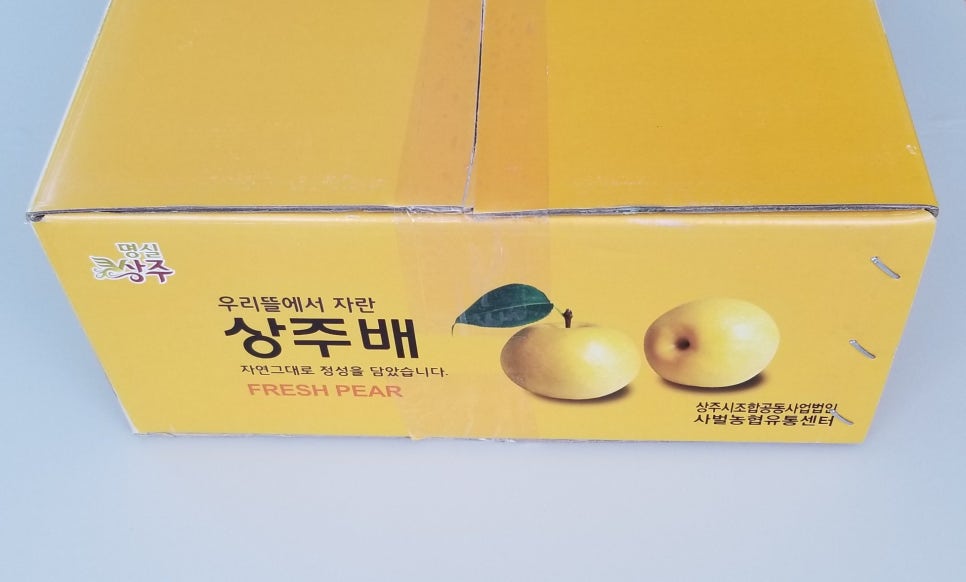 명실
상주
우리뜰에서 자란
상주배
자연그대로 정성을 담았습니다.
FRESH PEAR
상주시조합공동사업법인
사벌농협유통센터